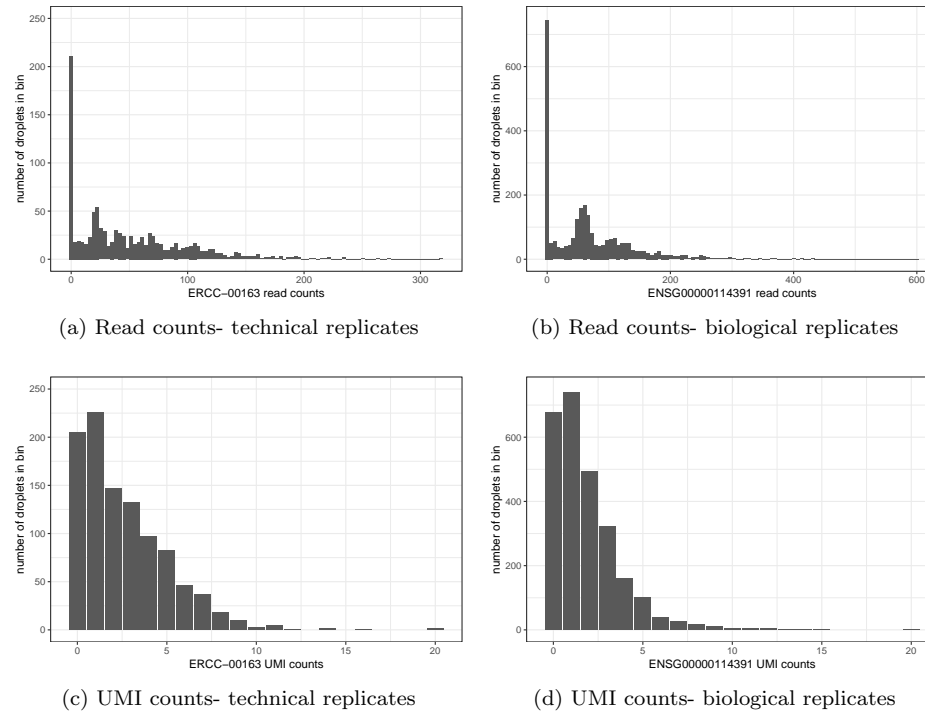 250
200
150
100
50
0
number of droplets in bin
0 100 200 300
ERCC−00163 read counts
(a) Read counts- technical replicates
600
400
200
0
number of droplets in bin
0 200 400 600
ENSG00000114391 read counts
(b) Read counts- biological replicates
250
200
150
100
50
0
number of droplets in bin
0 5 10 15 20
ERCC−00163 UMI counts
(c) UMI counts- technical replicates
600
400
200
0
number of droplets in bin
0 5 10 15 20
ENSG00000114391 UMI counts
(d) UMI counts- biological replicates